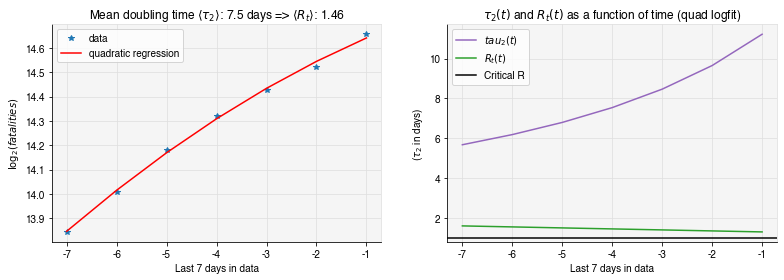 Mean doubling time ⟨τ₂⟩: 7.5 days => ⟨Rₜ⟩: 1.46
data
quadratic regression
log₂(fatalities)
14.6
14.5
14.4
14.3
14.2
14.1
14.0
13.9
-7 -6 -5 -4 -3 -2 -1
Last 7 days in data
τ₂(t) and Rₜ(t) as a function of time (quad logfit)
tau₂(t)
Rₜ(t)
Critical R
(τ₂ in days)
10
8
6
4
2
-7 -6 -5 -4 -3 -2 -1
Last 7 days in data